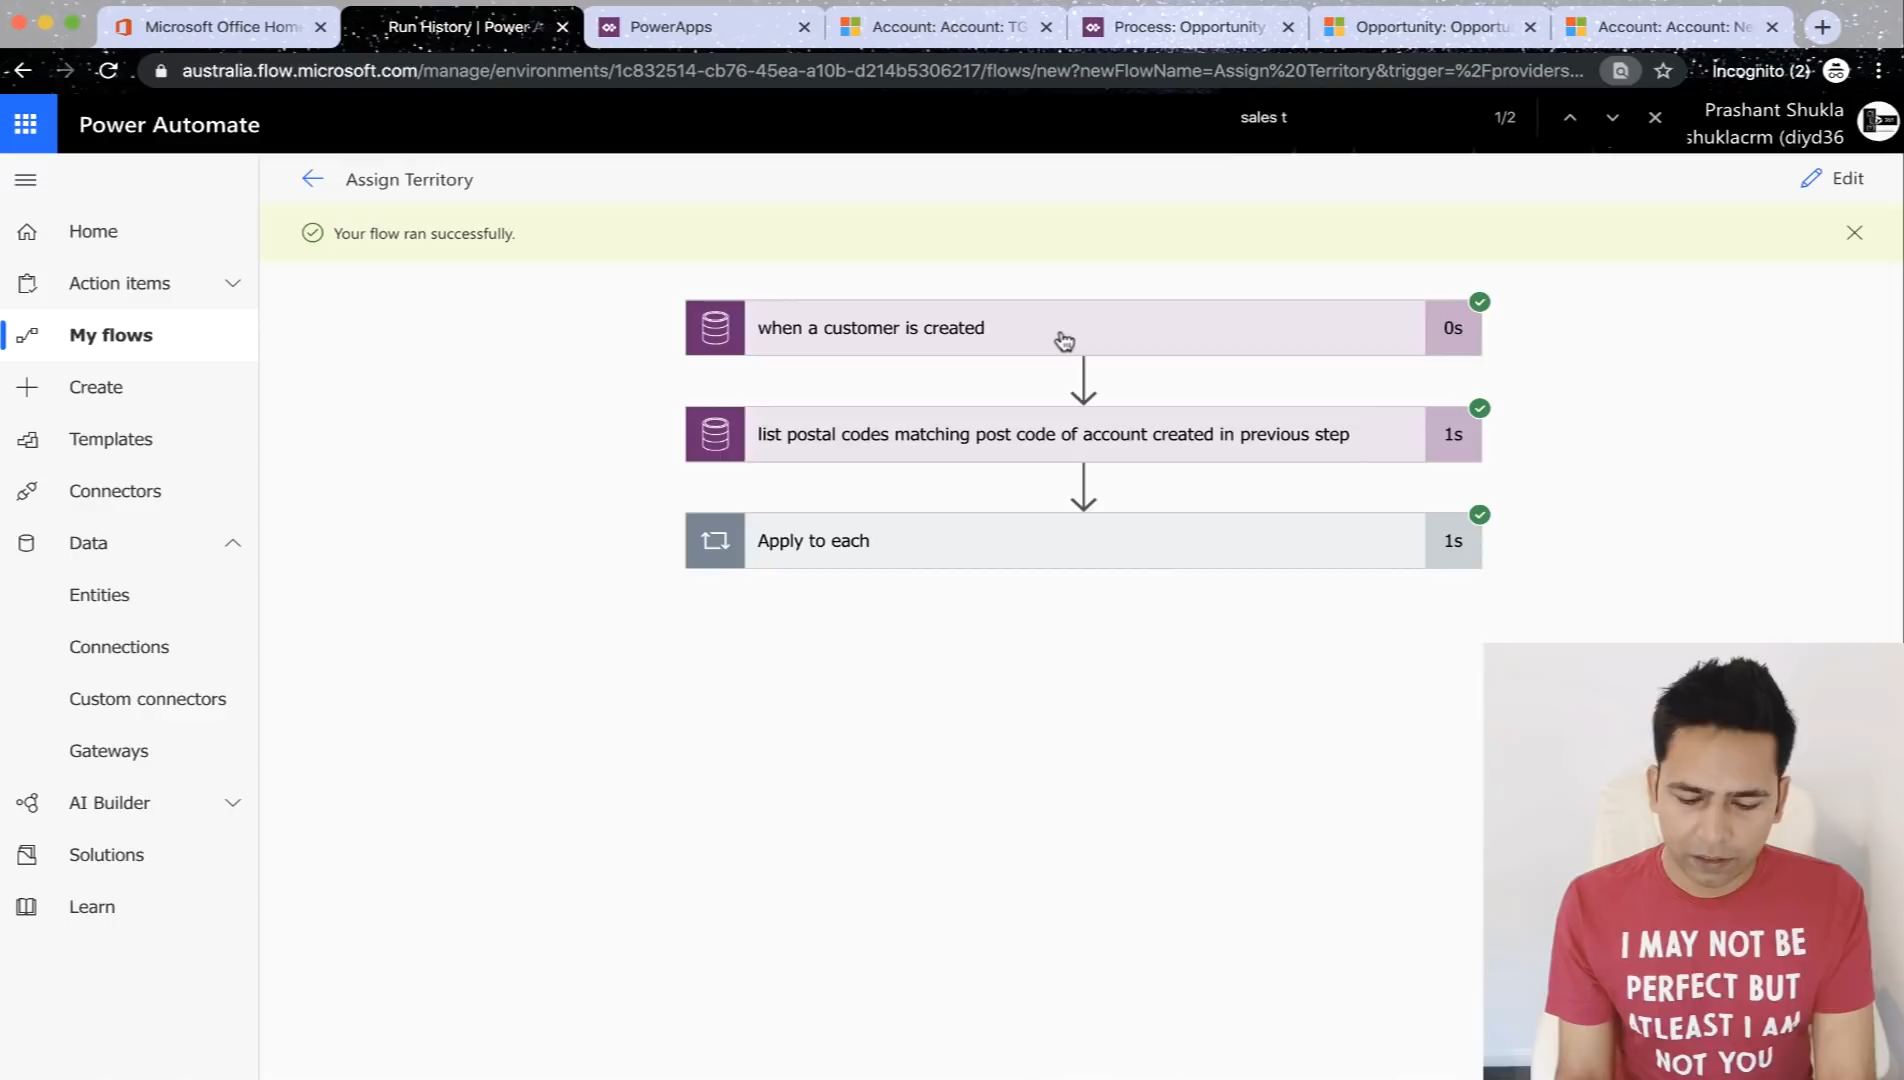 Microsoft Office Hom
Run History | Power A
PowerApps
Account: Account: TG
Process: Opportunity
Opportunity: Opportu
Account: Account: Ne
australia.flow.microsoft.com/manage/environments/1c832514-cb76-45ea-a10b-d214b5306217/flows/new?newFlowName=Assign%20Territory&trigger=%2Fproviders...
Incognito (2)
Power Automate
sales t
1/2
Prashant Shukla
shuklacrm (diyd36
Assign Territory
Edit
Your flow ran successfully.
Home
Action items
My flows
Create
Templates
Connectors
Data
Entities
Connections
Custom connectors
Gateways
AI Builder
Solutions
Learn
when a customer is created
0s
list postal codes matching post code of account created in previous step
1s
Apply to each
1s
I MAY NOT BE
PERFECT BUT
ATLEAST I AM
NOT YOU